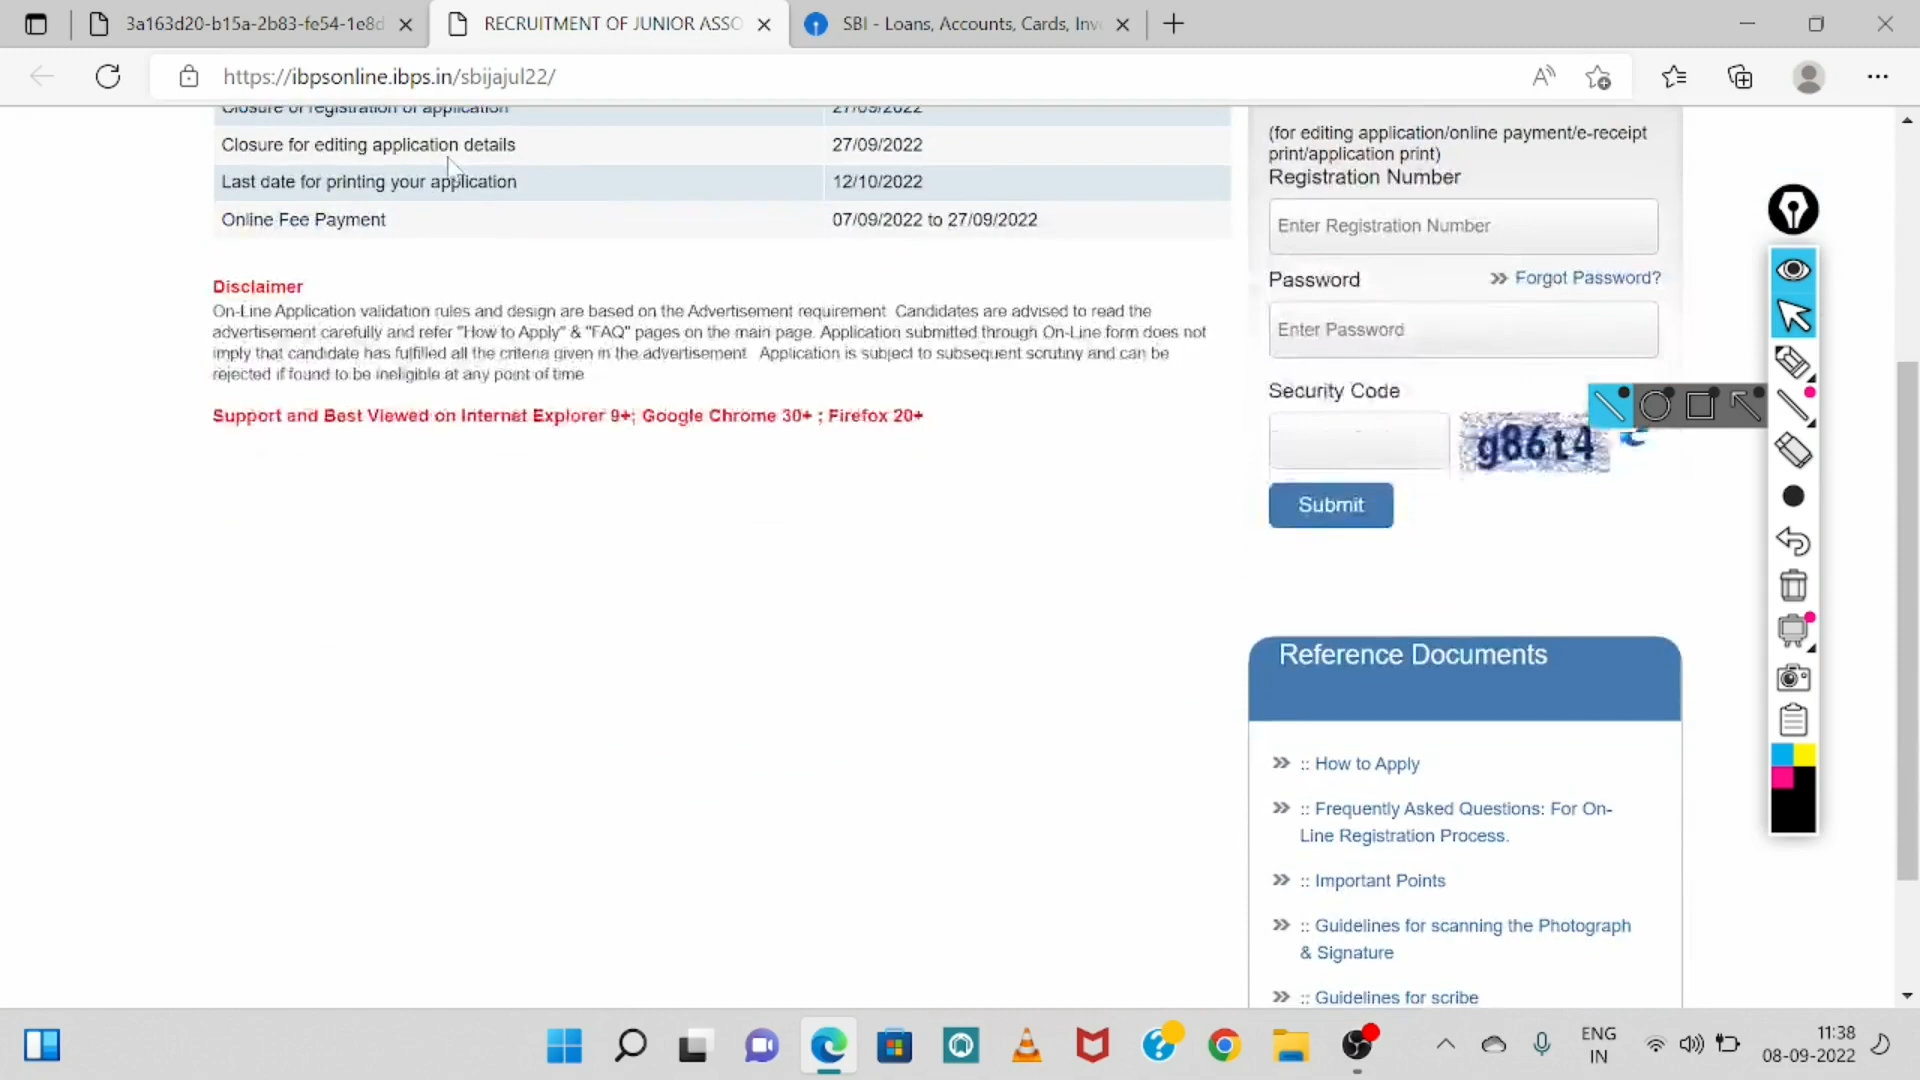 3a163d20-b15a-2b83-fe54-1e8d
RECRUITMENT OF JUNIOR ASSO
SBI - Loans, Accounts, Cards, Inve
https://ibpsonline.ibps.in/sbijajul22/
Closure of registration of application 27/09/2022
Closure for editing application details 27/09/2022
Last date for printing your application 12/10/2022
Online Fee Payment 07/09/2022 to 27/09/2022
Disclaimer
On-Line Application validation rules and design are based on the Advertisement requirement. Candidates are advised to read the
advertisement carefully and refer "How to Apply" & "FAQ" pages on the main page. Application submitted through On-Line form does not
imply that candidate has fulfilled all the criteria given in the advertisement. Application is subject to subsequent scrutiny and can be
rejected if found to be ineligible at any point of time
Support and Best Viewed on Internet Explorer 9+; Google Chrome 30+ ; Firefox 20+
(for editing application/online payment/e-receipt
print/application print)
Registration Number
Enter Registration Number
Password >> Forgot Password?
Enter Password
Security Code
g86t4
Submit
Reference Documents
>> :: How to Apply
>> :: Frequently Asked Questions: For On-
Line Registration Process.
>> :: Important Points
>> :: Guidelines for scanning the Photograph
& Signature
>> :: Guidelines for scribe
ENG
IN
11:38
08-09-2022